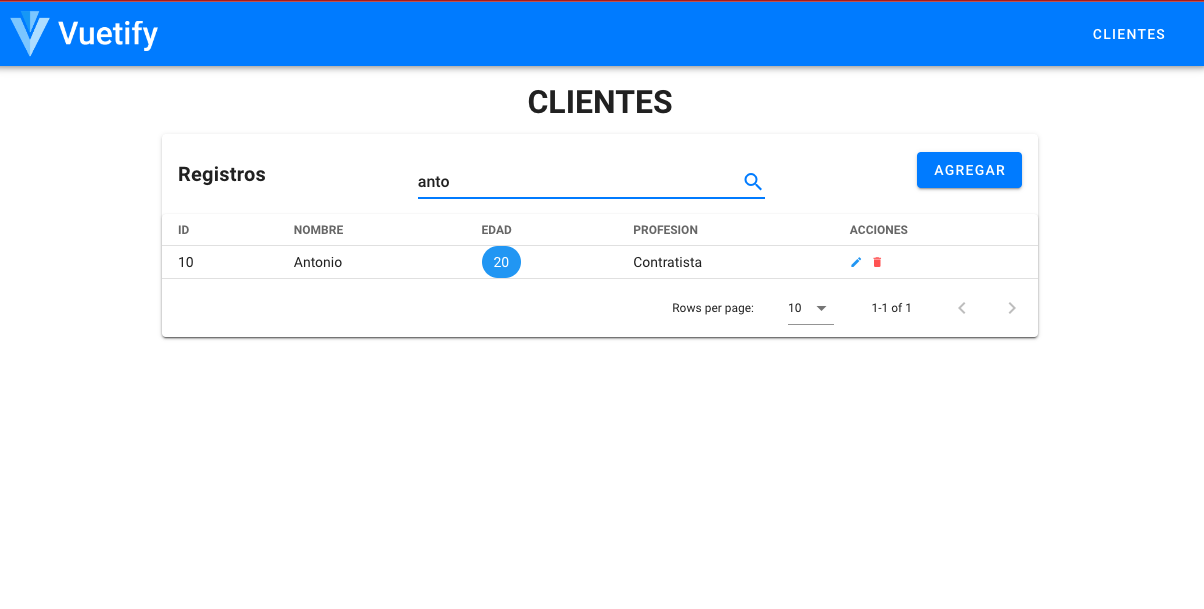 Vuetify
CLIENTES
CLIENTES
Registros
anto
AGREGAR
ID NOMBRE EDAD PROFESION ACCIONES
10 Antonio 20 Contratista
Rows per page: 10 1-1 of 1